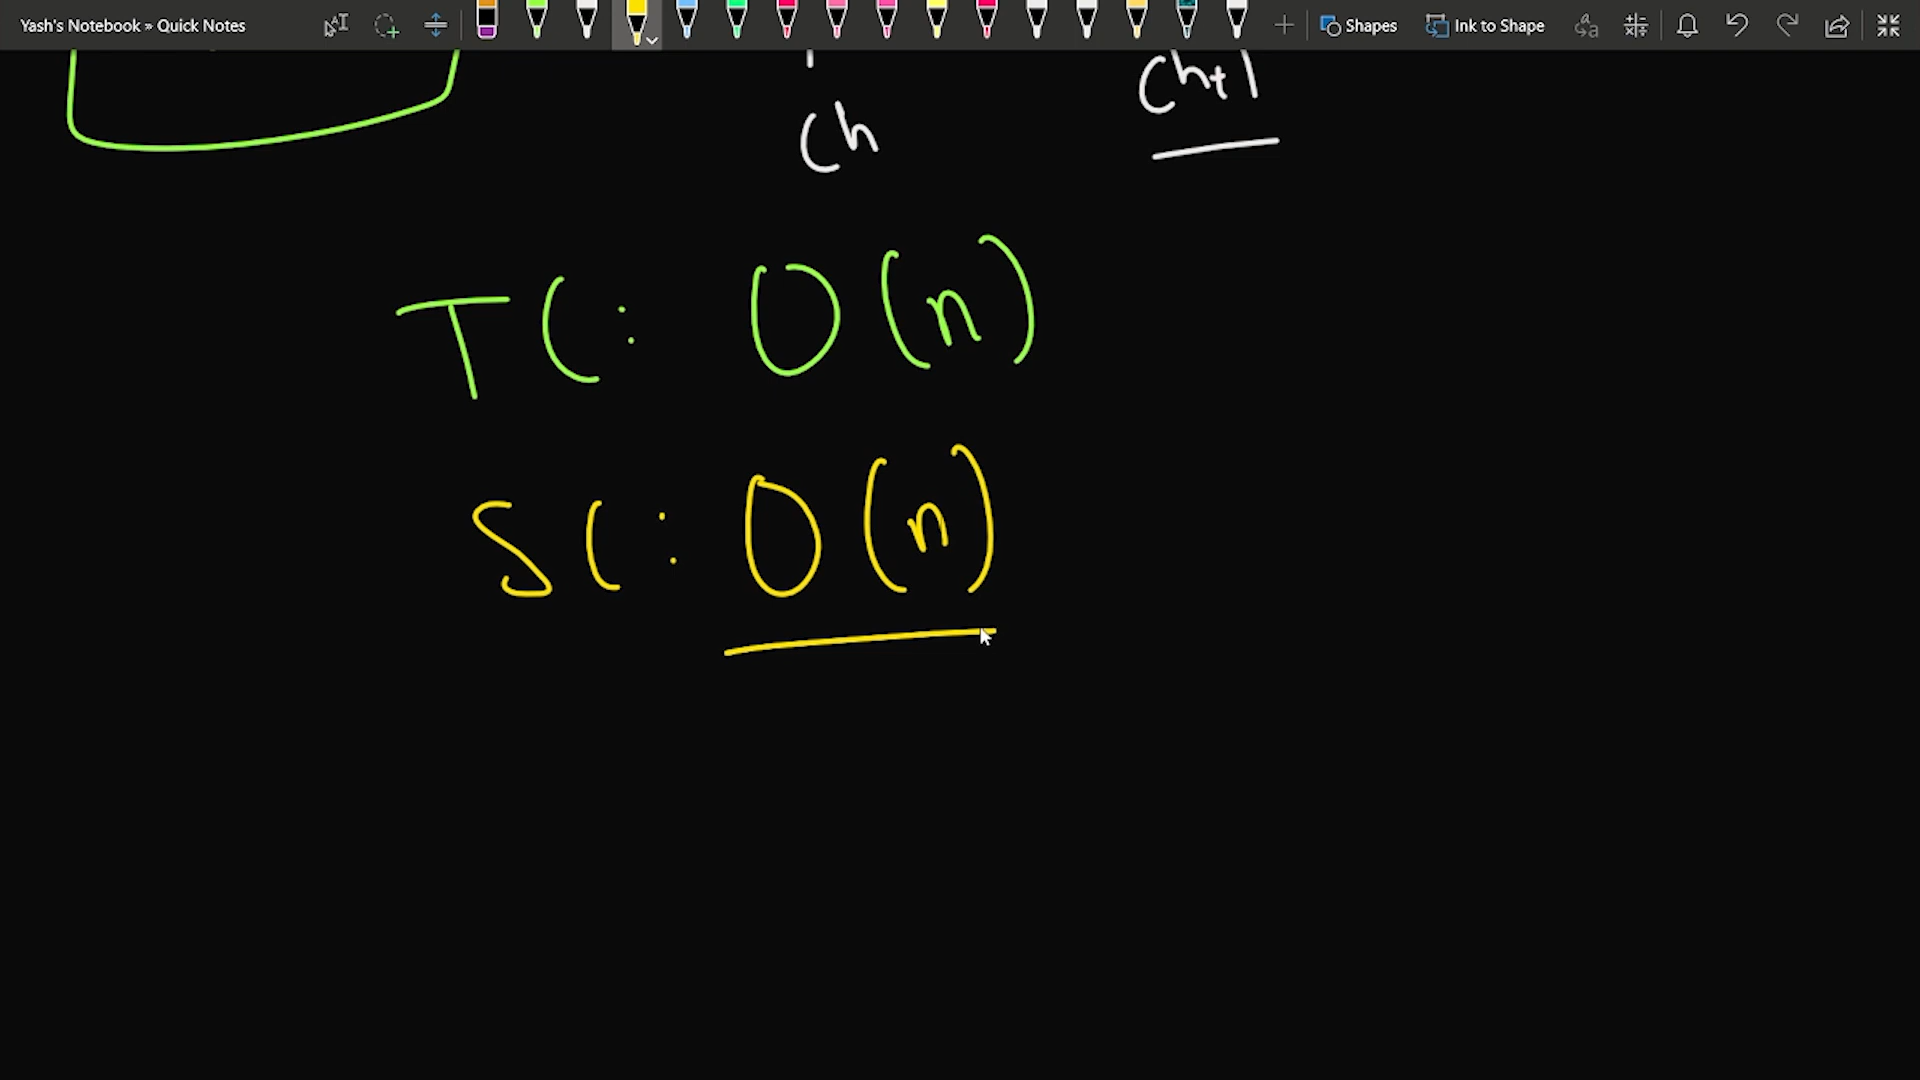 Yash's Notebook » Quick Notes Shapes Ink to Shape
ch+1
ch
TC: O(n)
SC: O(n)